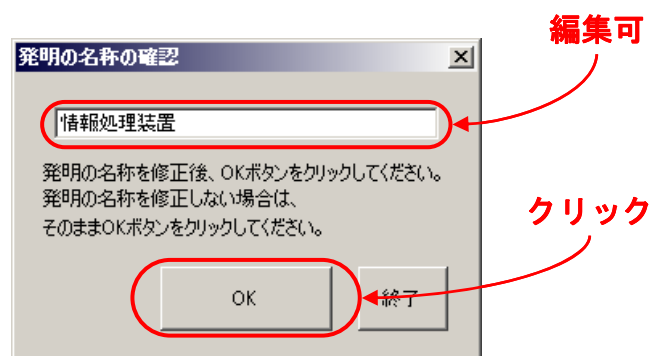 編集可
発明の名称の確認
情報処理装置
発明の名称を修正後、OKボタンをクリックしてください。
発明の名称を修正しない場合は、
そのままOKボタンをクリックしてください。
クリック
OK
終了